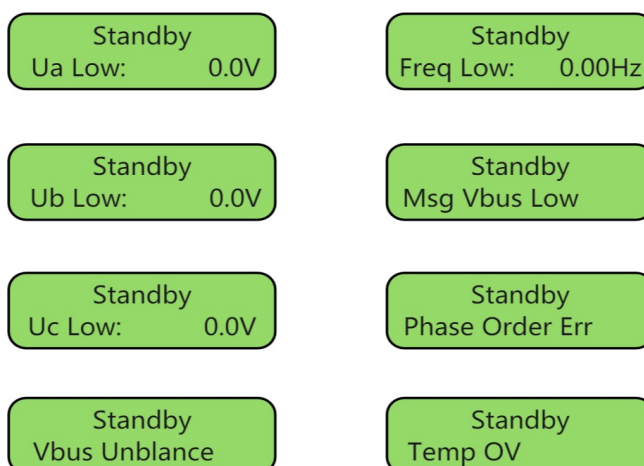 Standby
Ua Low: 0.0V
Standby
Freq Low: 0.00Hz
Standby
Ub Low: 0.0V
Standby
Msg Vbus Low
Standby
Uc Low: 0.0V
Standby
Phase Order Err
Standby
Vbus Unblance
Standby
Temp OV